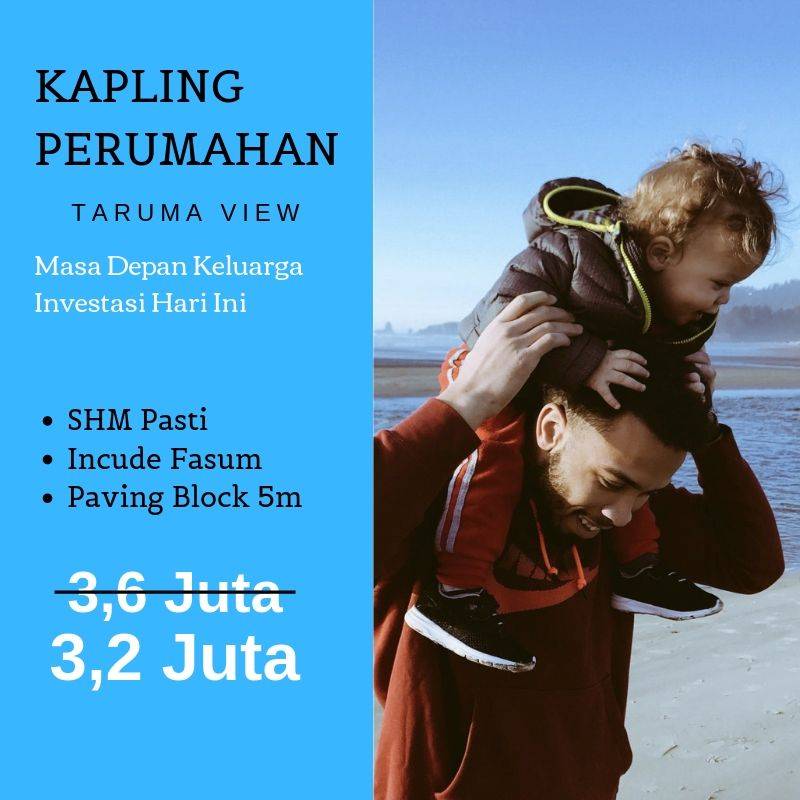 KAPLING
PERUMAHAN
TARUMA VIEW
Masa Depan Keluarga
Investasi Hari Ini
• SHM Pasti
• Incude Fasum
• Paving Block 5m
3,6 Juta
3,2 Juta